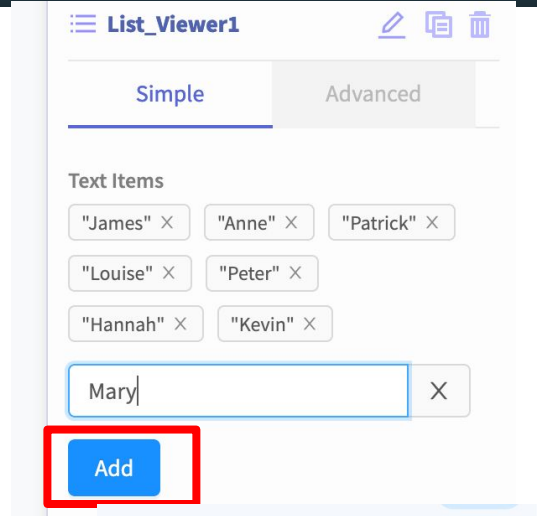 List_Viewer1
Simple Advanced
Text Items
"James" X "Anne" X "Patrick" X
"Louise" X "Peter" X
"Hannah" X "Kevin" X
Mary X
Add